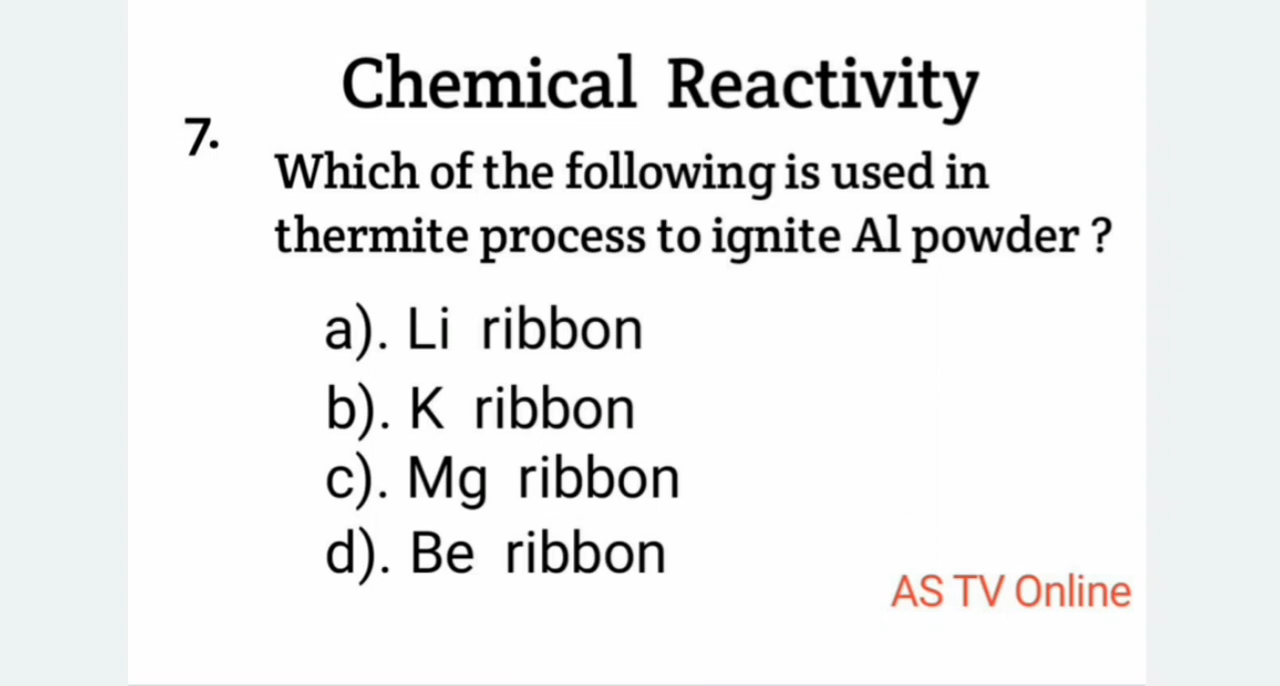 Chemical Reactivity
7.
Which of the following is used in
thermite process to ignite Al powder ?
a). Li ribbon
b). K ribbon
c). Mg ribbon
d). Be ribbon
AS TV Online